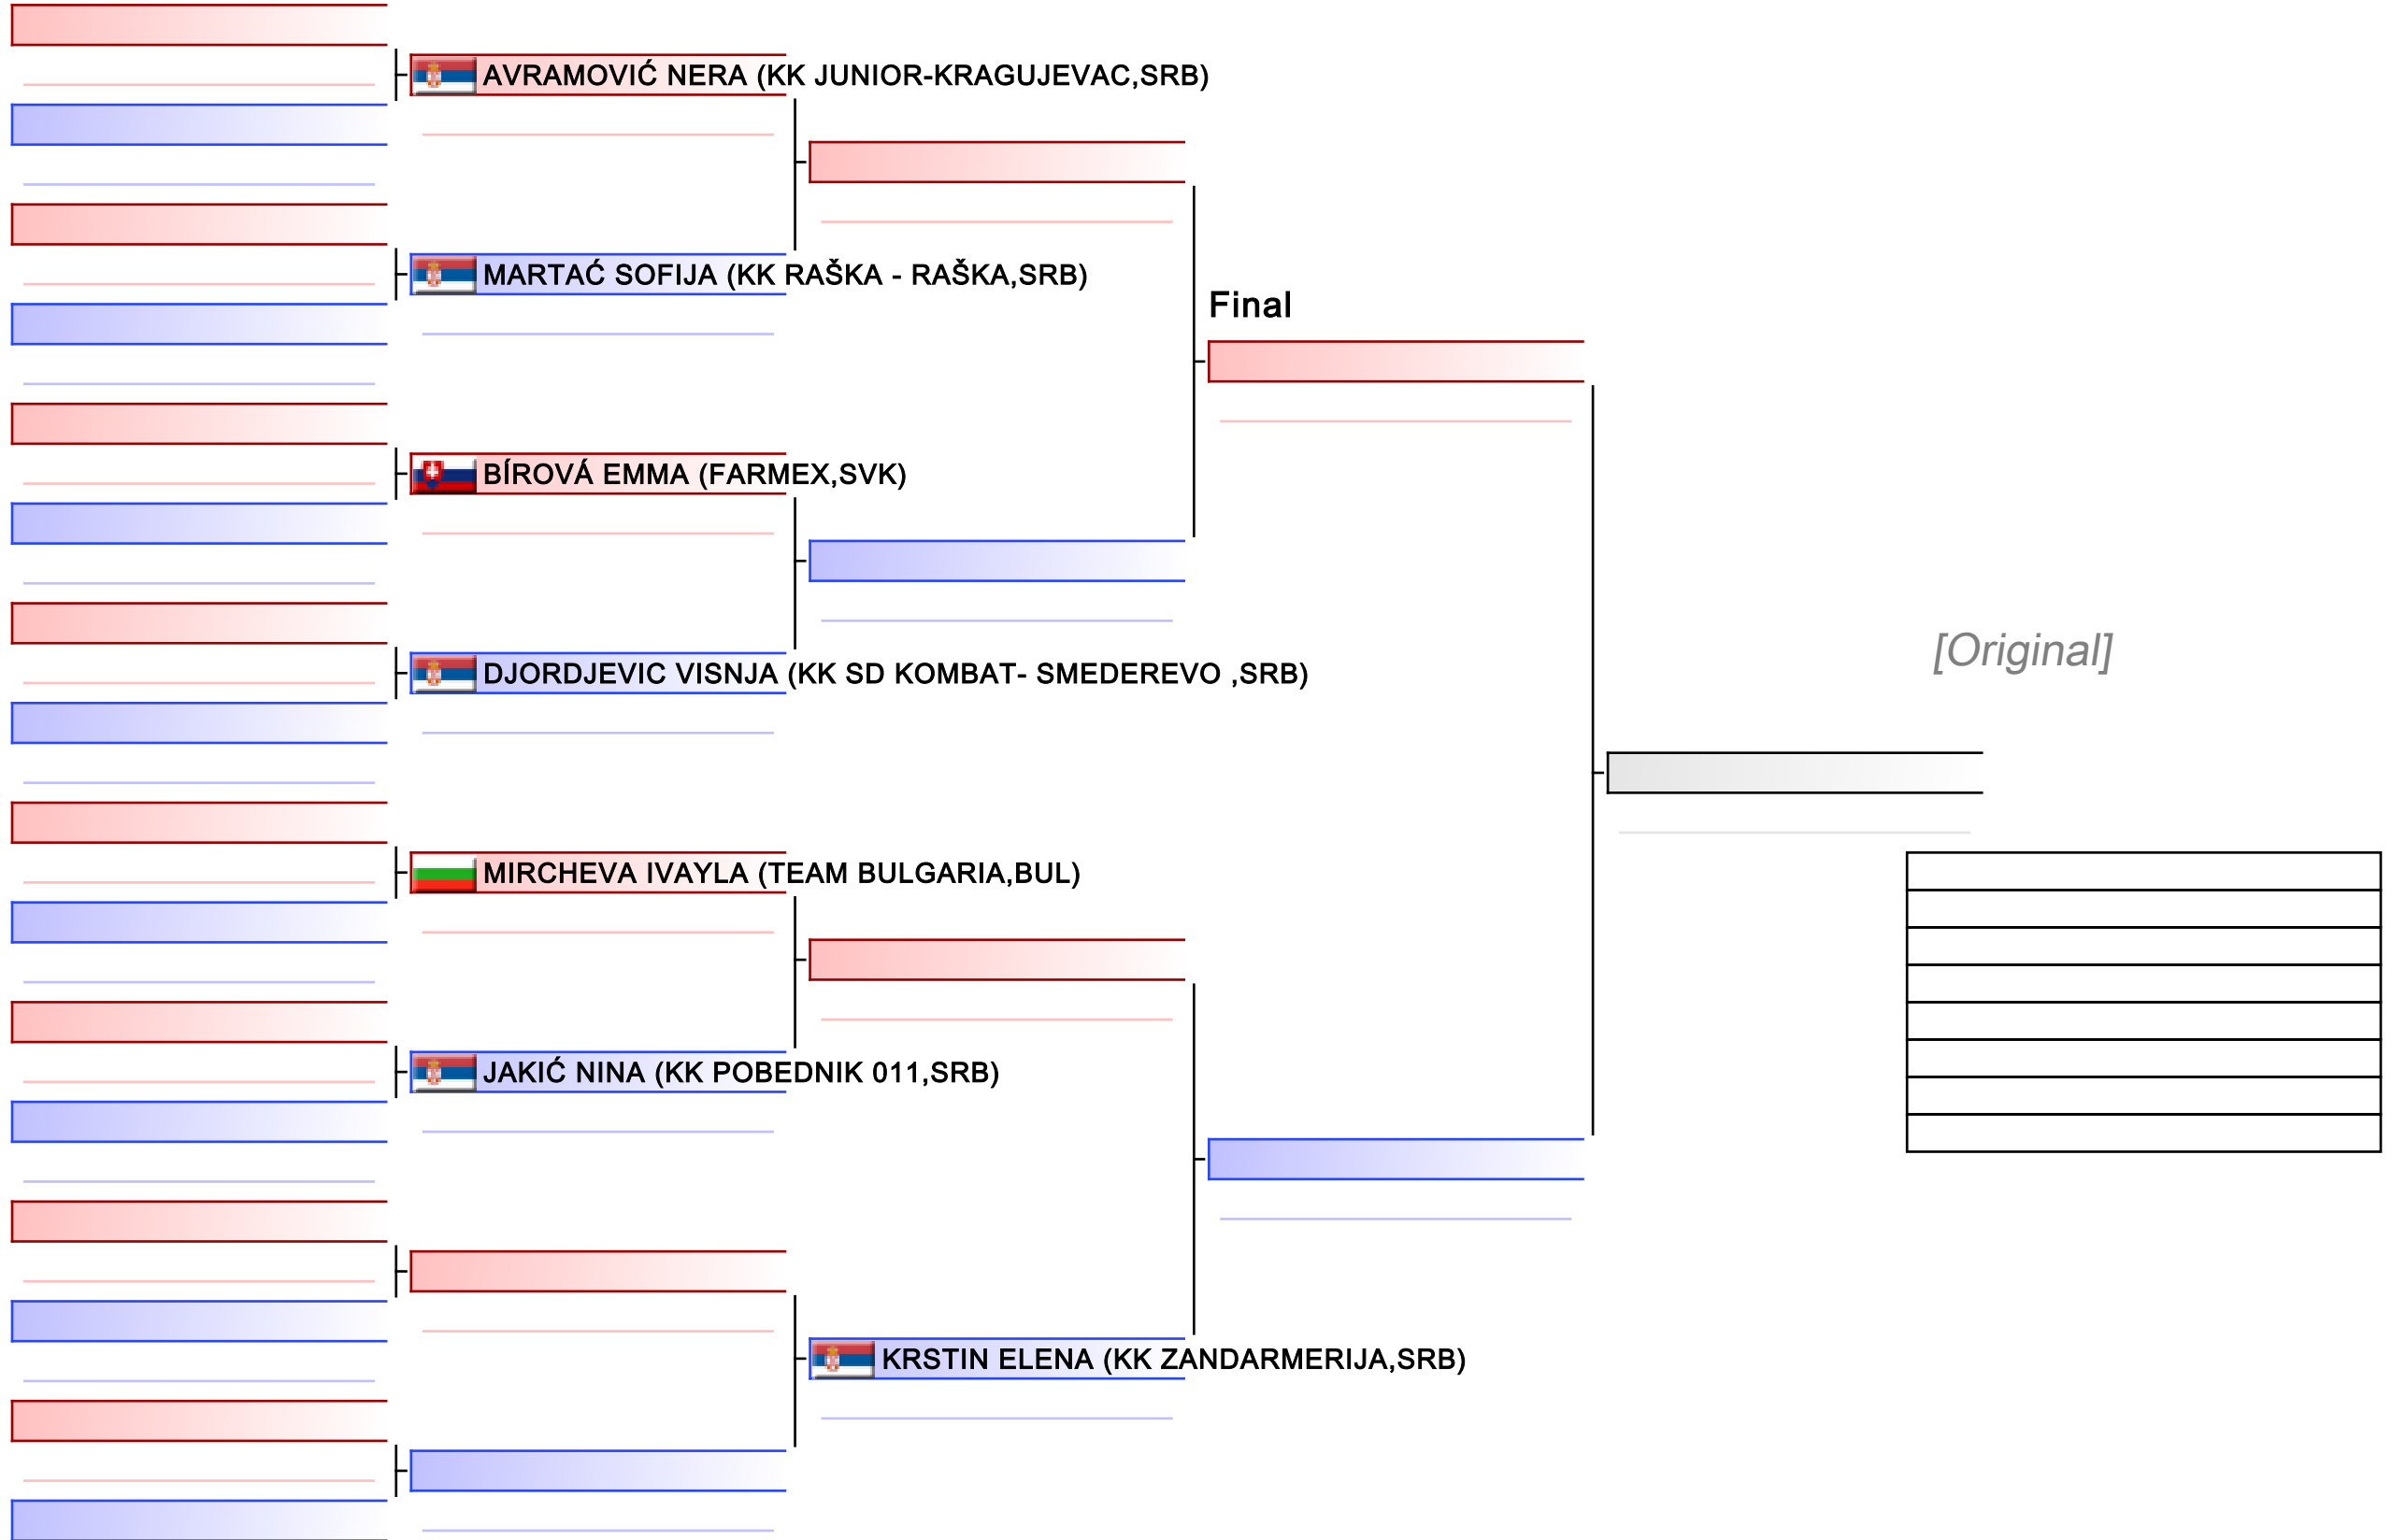 AVRAMOVIĆ NERA (KK JUNIOR-KRAGUJEVAC,SRB)
MARTAĆ SOFIJA (KK RAŠKA - RAŠKA,SRB)
Final
BÍROVÁ EMMA (FARMEX,SVK)
[Original]
DJORDJEVIC VISNJA (KK SD KOMBAT- SMEDEREVO ,SRB)
MIRCHEVA IVAYLA (TEAM BULGARIA,BUL)
JAKIĆ NINA (KK POBEDNIK 011,SRB)
KRSTIN ELENA (KK ZANDARMERIJA,SRB)